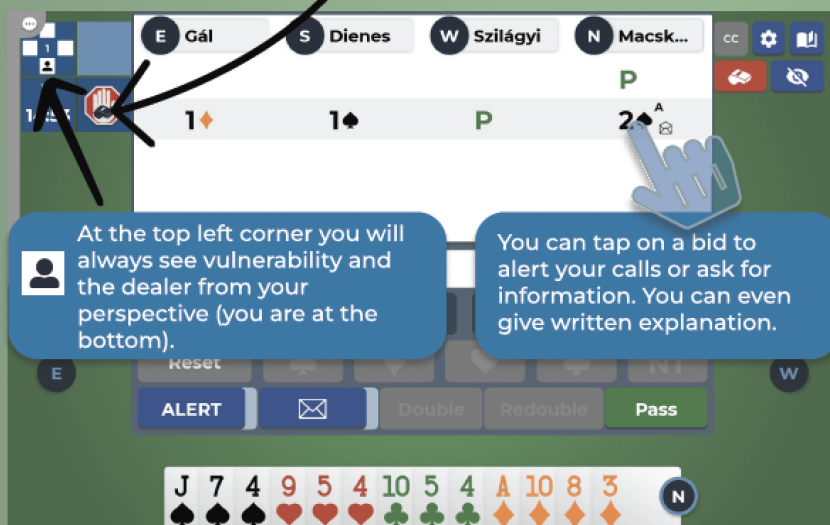 E Gál S Dienes W Szilágyi N Macsk... cc
1
P
1♦ 1♠ P 2♠ A
At the top left corner you will
always see vulnerability and
the dealer from your
perspective (you are at the
bottom).
You can tap on a bid to
alert your calls or ask for
information. You can even
give written explanation.
Reset NT
E W
ALERT Double Redouble Pass
J 7 4 9 5 4 10 5 4 A 10 8 3 N
♠ ♠ ♠ ♥ ♥ ♥ ♣ ♣ ♣ ♦ ♦ ♦ ♦